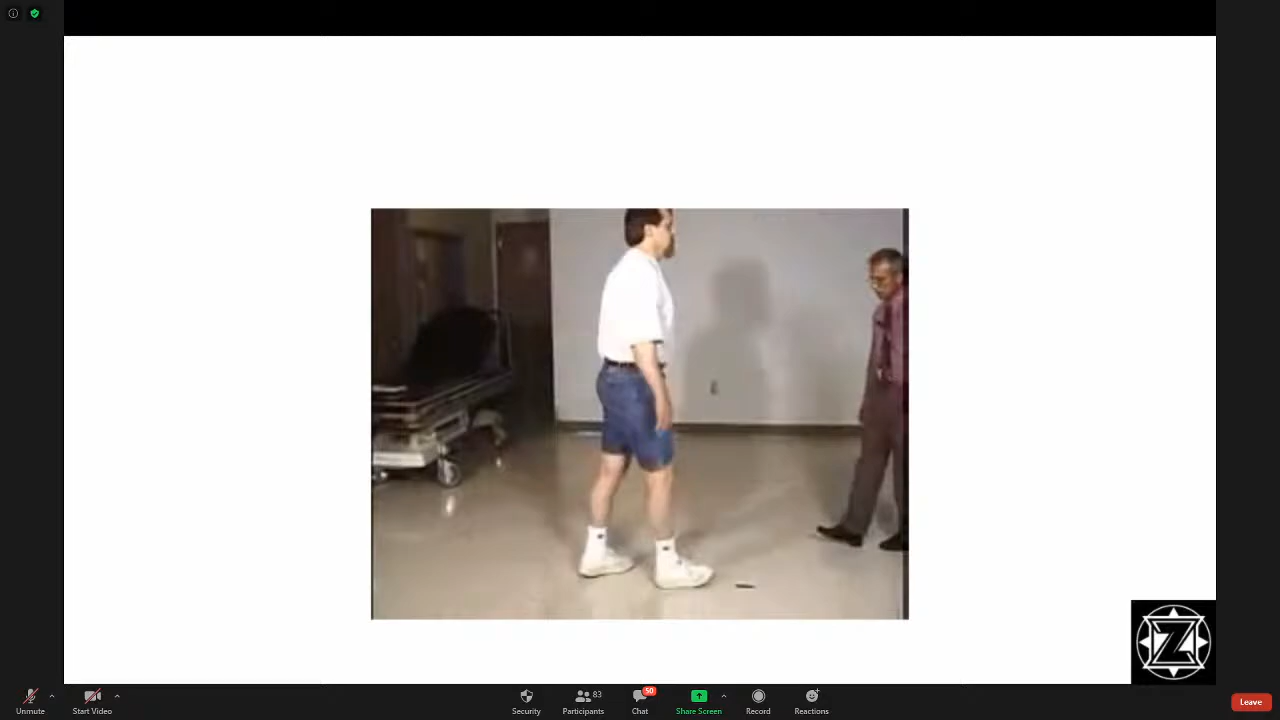 Z
Unmute
Start Video
Security
Participants
83
Chat
50
Share Screen
Record
Reactions
Leave